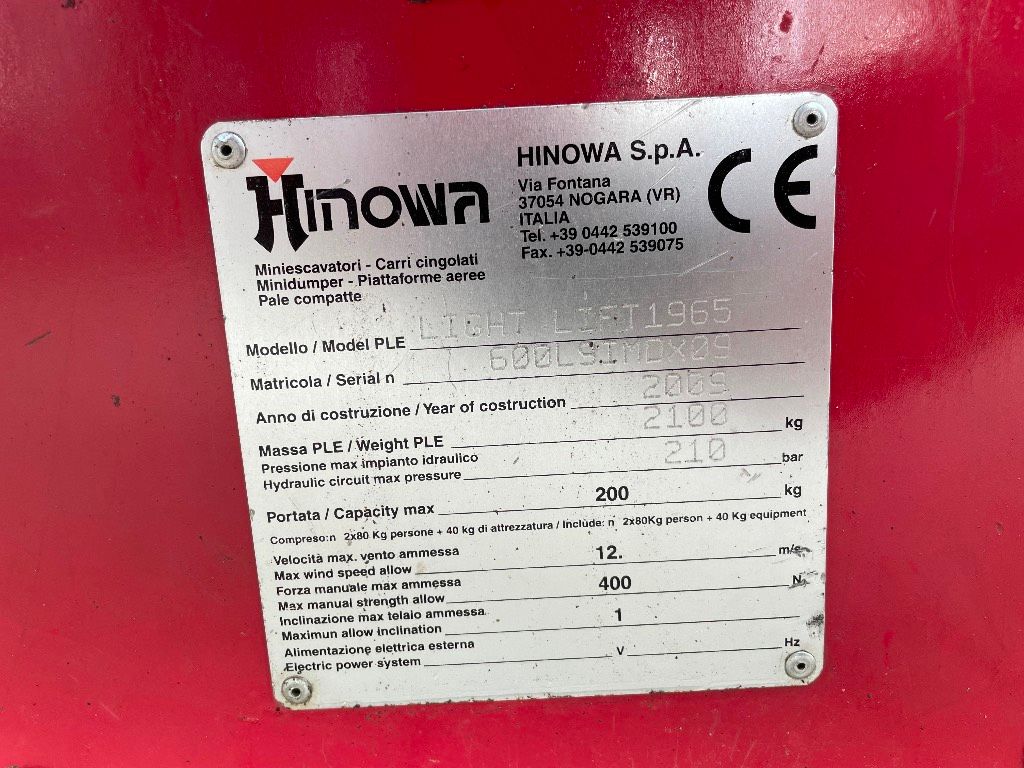 Hinowa
Miniescavatori - Carri cingolati
Minidumper - Piattaforme aeree
Pale compatte
HINOWA S.p.A.
Via Fontana
37054 NOGARA (VR)
ITALIA
Tel. +39 0442 539100
Fax. +39-0442 539075
CE
Modello / Model PLE LIGHT LIFT1965
Matricola / Serial n
Anno di costruzione / Year of costruction 2009
Massa PLE / Weight PLE 2100 kg
Pressione max impianto idraulico
Hydraulic circuit max pressure 210 bar
Portata / Capacity max 200 kg
Compreso:n 2x80 Kg persone + 40 kg di attrezzatura / Include: n 2x80Kg person + 40 Kg equipment
Velocità max. vento ammessa
Max wind speed allow 12. m/s
Forza manuale max ammessa
Max manual strength allow 400 N
Inclinazione max telaio ammessa
Maximun allow inclination 1
Alimentazione elettrica esterna
Electric power system V Hz